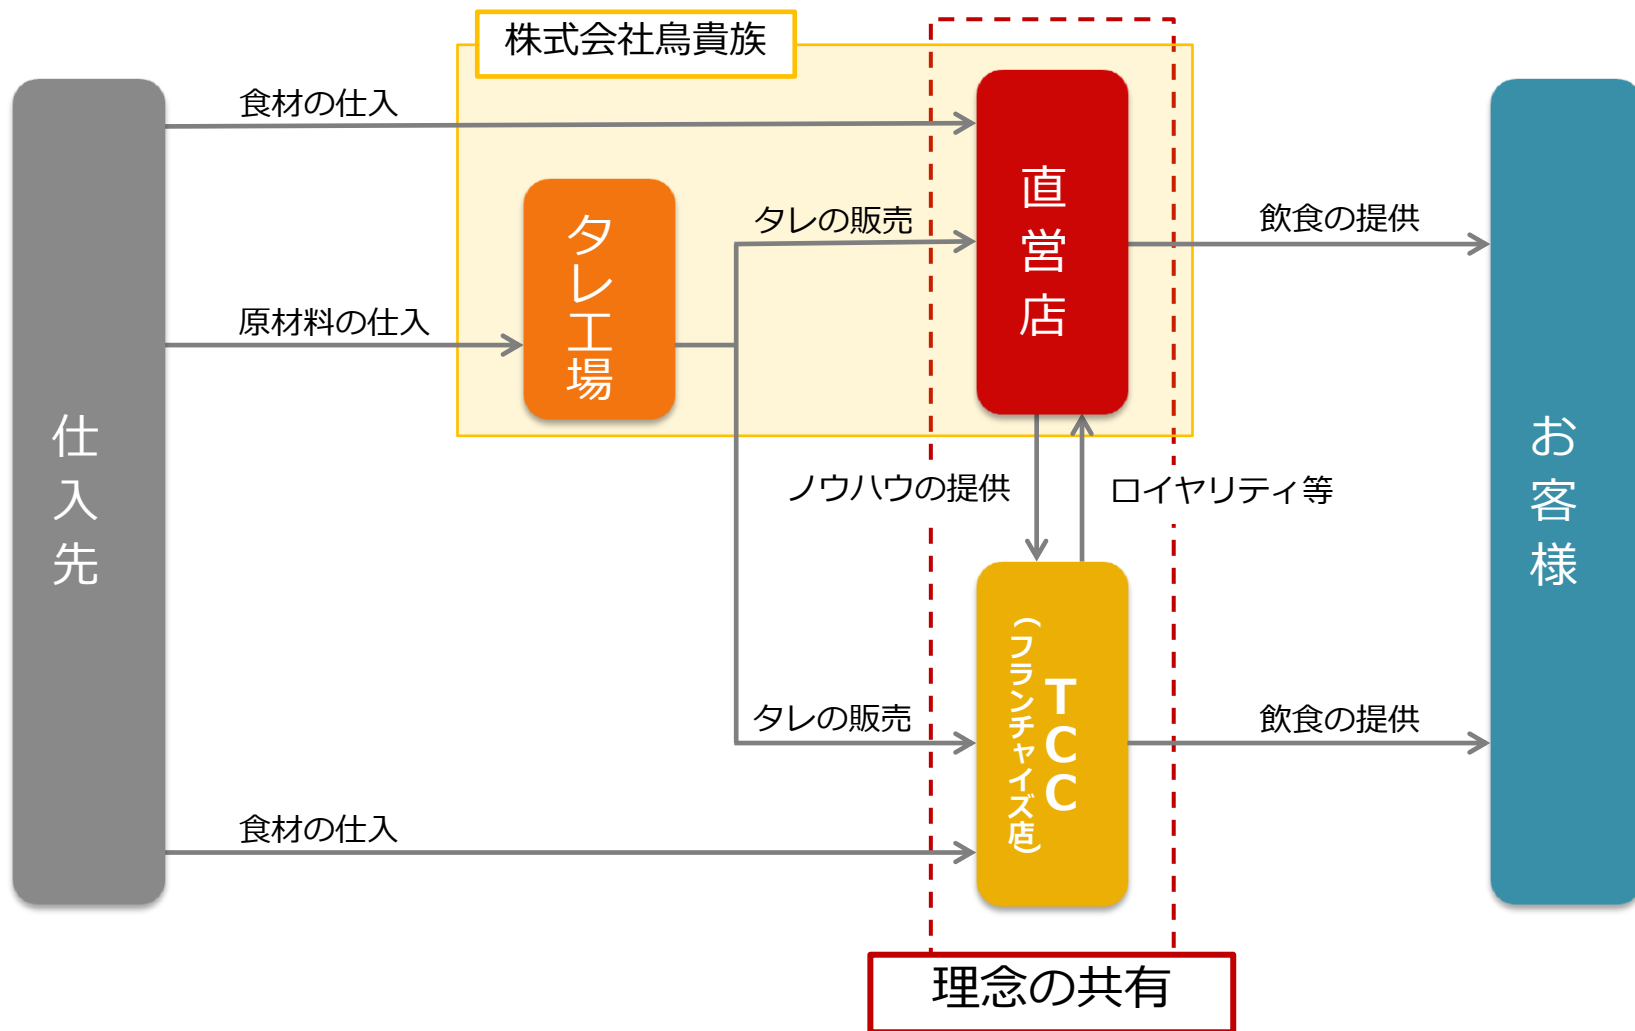 株式会社鳥貴族
食材の仕入
直営店
タレ工場
タレの販売
飲食の提供
原材料の仕入
仕入先
お客様
ノウハウの提供
ロイヤリティ等
TCC
(フランチャイズ店)
タレの販売
飲食の提供
食材の仕入
理念の共有